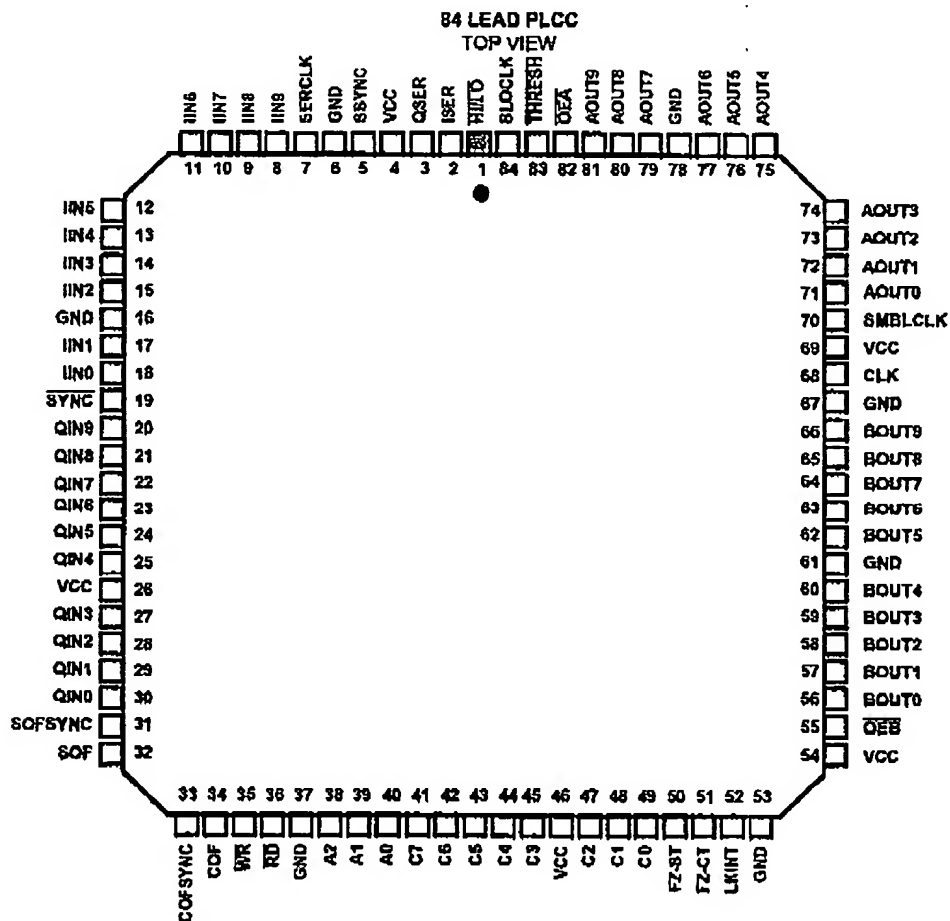 84 LEAD PLCC
TOP VIEW
IIN6 IIN7 IIN8 IIN9 SERCLK GND SSYNC VCC QSER ISER HI/LO SLOCLK THRESH OEA AOUT9 AOUT8 AOUT7 GND AOUT6 AOUT5 AOUT4
11 10 9 8 7 6 5 4 3 2 1 84 83 82 81 80 79 78 77 76 75
IIN5 12
IIN4 13
IIN3 14
IIN2 15
GND 16
IIN1 17
IIN0 18
SYNC 19
QIN9 20
QIN8 21
QIN7 22
QIN6 23
QIN5 24
QIN4 25
VCC 26
QIN3 27
QIN2 28
QIN1 29
QIN0 30
SOFSYNC 31
SOF 32
74 AOUT3
73 AOUT2
72 AOUT1
71 AOUT0
70 SMBLCLK
69 VCC
68 CLK
67 GND
66 BOUT9
65 BOUT8
64 BOUT7
63 BOUT6
62 BOUT5
61 GND
60 BOUT4
59 BOUT3
58 BOUT2
57 BOUT1
56 BOUT0
55 OEB
54 VCC
33 34 35 36 37 38 39 40 41 42 43 44 45 46 47 48 49 50 51 52 53
COFSYNC COF WR RD GND A2 A1 A0 C7 C6 C5 C4 C3 VCC C2 C1 C0 FZ-ST FZ-CT LKINT GND